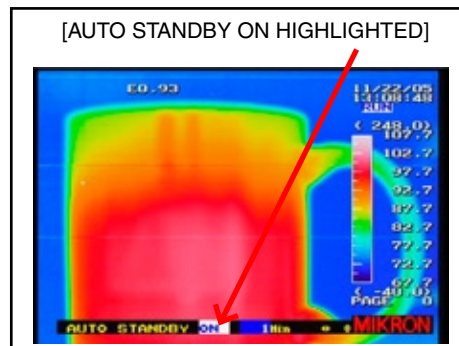 [AUTO STANDBY ON HIGHLIGHTED]
E0.93
11/22/05
13:08:48
RUN
( 248.0)
107.7
102.7
97.7
92.7
87.7
82.7
77.7
72.7
67.7
( -40.0)
PAGE 0
AUTO STANDBY ON 1Min
MIKRON